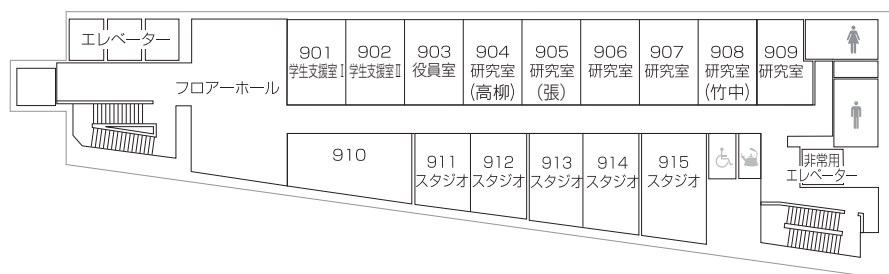 エレベーター
フロアーホール
901
学生支援室Ⅰ
902
学生支援室Ⅱ
903
役員室
904
研究室
(高柳)
905
研究室
(張)
906
研究室
907
研究室
908
研究室
(竹中)
909
研究室
910
911
スタジオ
912
スタジオ
913
スタジオ
914
スタジオ
915
スタジオ
非常用
エレベーター